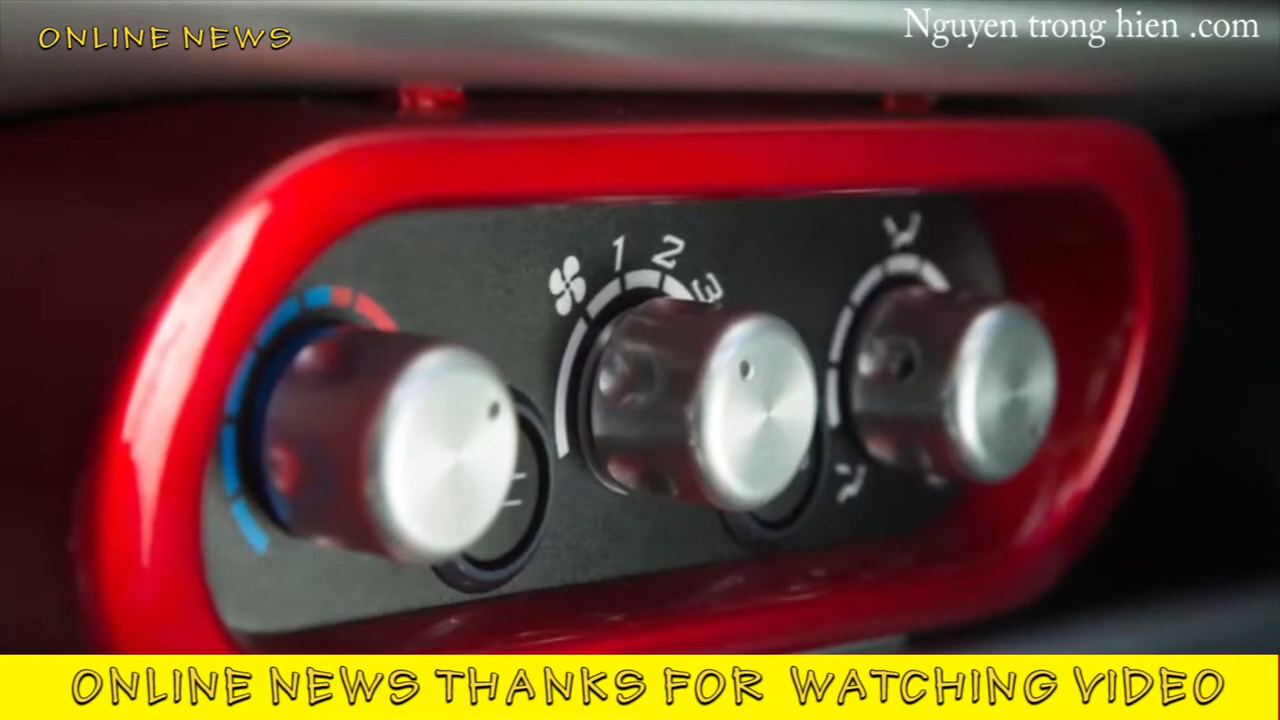 ONLINE NEWS
Nguyen trong hien .com
1 2 3
ONLINE NEWS THANKS FOR WATCHING VIDEO